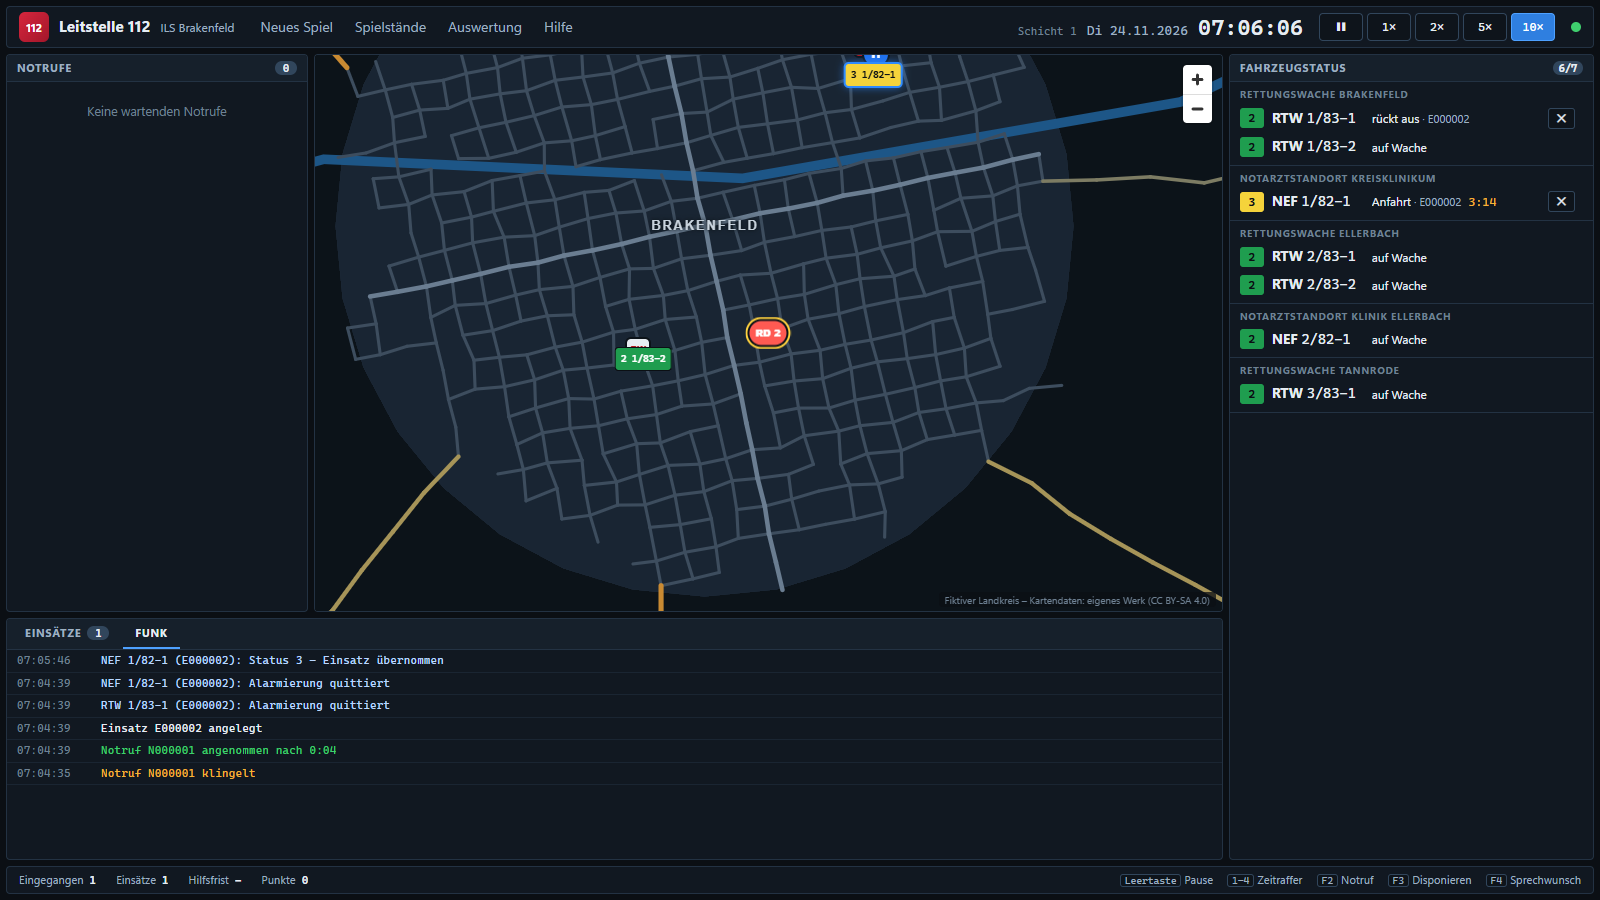 112 Leitstelle 112 ILS Brakenfeld Neues Spiel Spielstände Auswertung Hilfe Schicht 1 Di 24.11.2026 07:06:06 1× 2× 5× 10×
NOTRUFE 0
Keine wartenden Notrufe
3 1/82–1
+
−
BRAKENFELD
RD 2
2 1/83–2
Fiktiver Landkreis – Kartendaten: eigenes Werk (CC BY-SA 4.0)
FAHRZEUGSTATUS 6/7
RETTUNGSWACHE BRAKENFELD
2 RTW 1/83–1 rückt aus · E000002 ✕
2 RTW 1/83–2 auf Wache
NOTARZTSTANDORT KREISKLINIKUM
3 NEF 1/82–1 Anfahrt · E000002 3:14 ✕
RETTUNGSWACHE ELLERBACH
2 RTW 2/83–1 auf Wache
2 RTW 2/83–2 auf Wache
NOTARZTSTANDORT KLINIK ELLERBACH
2 NEF 2/82–1 auf Wache
RETTUNGSWACHE TANNRODE
2 RTW 3/83–1 auf Wache
EINSÄTZE 1 FUNK
07:05:46 NEF 1/82–1 (E000002): Status 3 – Einsatz übernommen
07:04:39 NEF 1/82–1 (E000002): Alarmierung quittiert
07:04:39 RTW 1/83–1 (E000002): Alarmierung quittiert
07:04:39 Einsatz E000002 angelegt
07:04:39 Notruf N000001 angenommen nach 0:04
07:04:35 Notruf N000001 klingelt
Eingegangen 1 Einsätze 1 Hilfsfrist – Punkte 0 Leertaste Pause 1–4 Zeitraffer F2 Notruf F3 Disponieren F4 Sprechwunsch